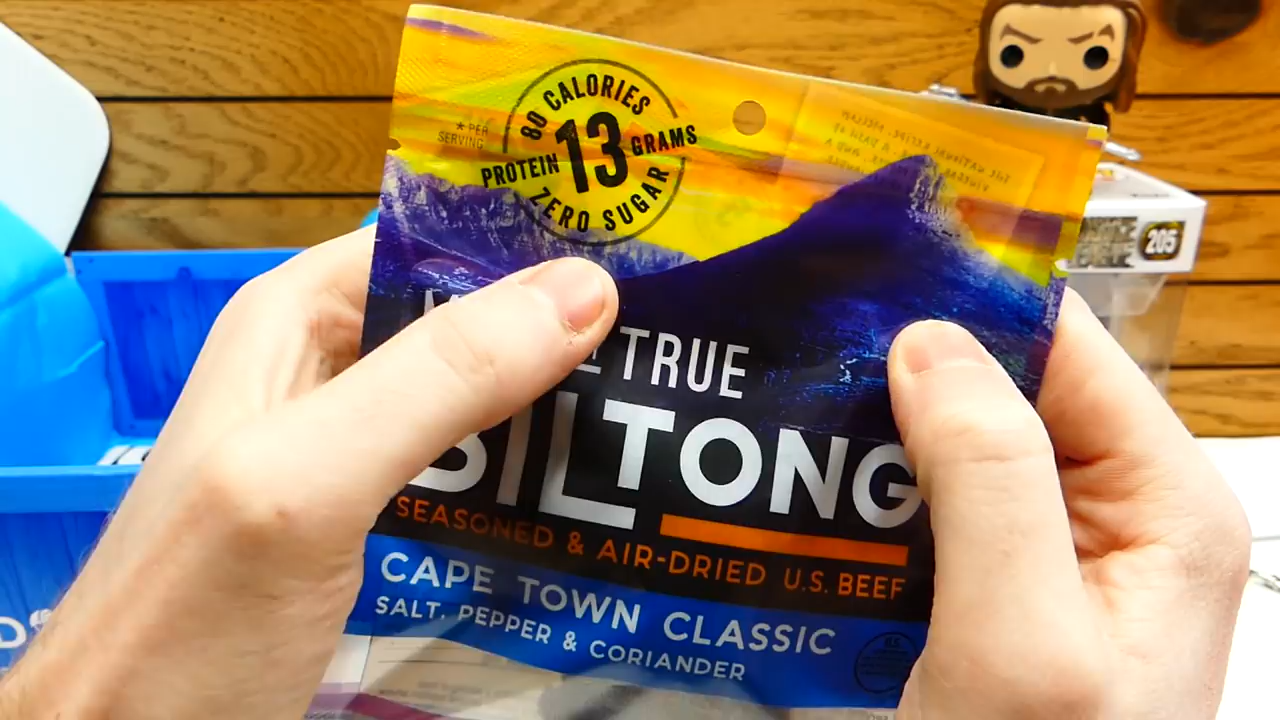 80 CALORIES
* PER
SERVING
PROTEIN 13 GRAMS
ZERO SUGAR
205
TRUE
BILTONG
SEASONED & AIR-DRIED U.S. BEEF
CAPE TOWN CLASSIC
SALT, PEPPER & CORIANDER